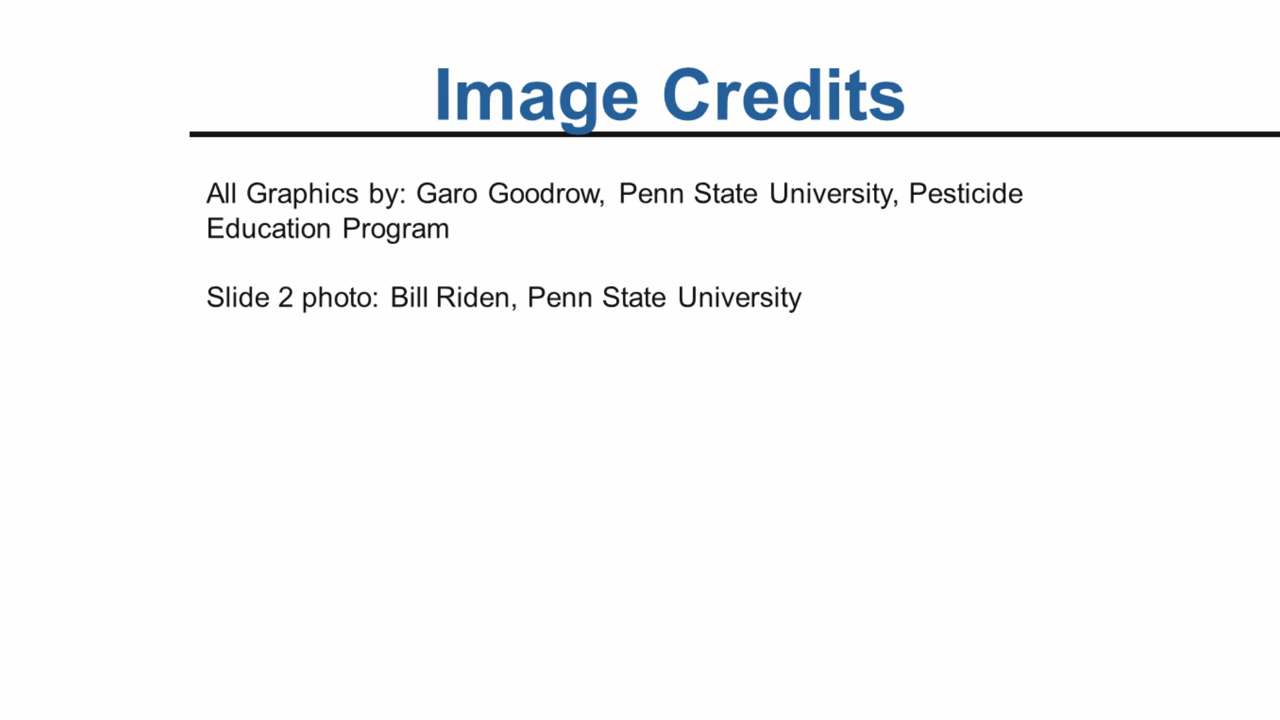 Image Credits
All Graphics by: Garo Goodrow, Penn State University, Pesticide
Education Program
Slide 2 photo: Bill Riden, Penn State University